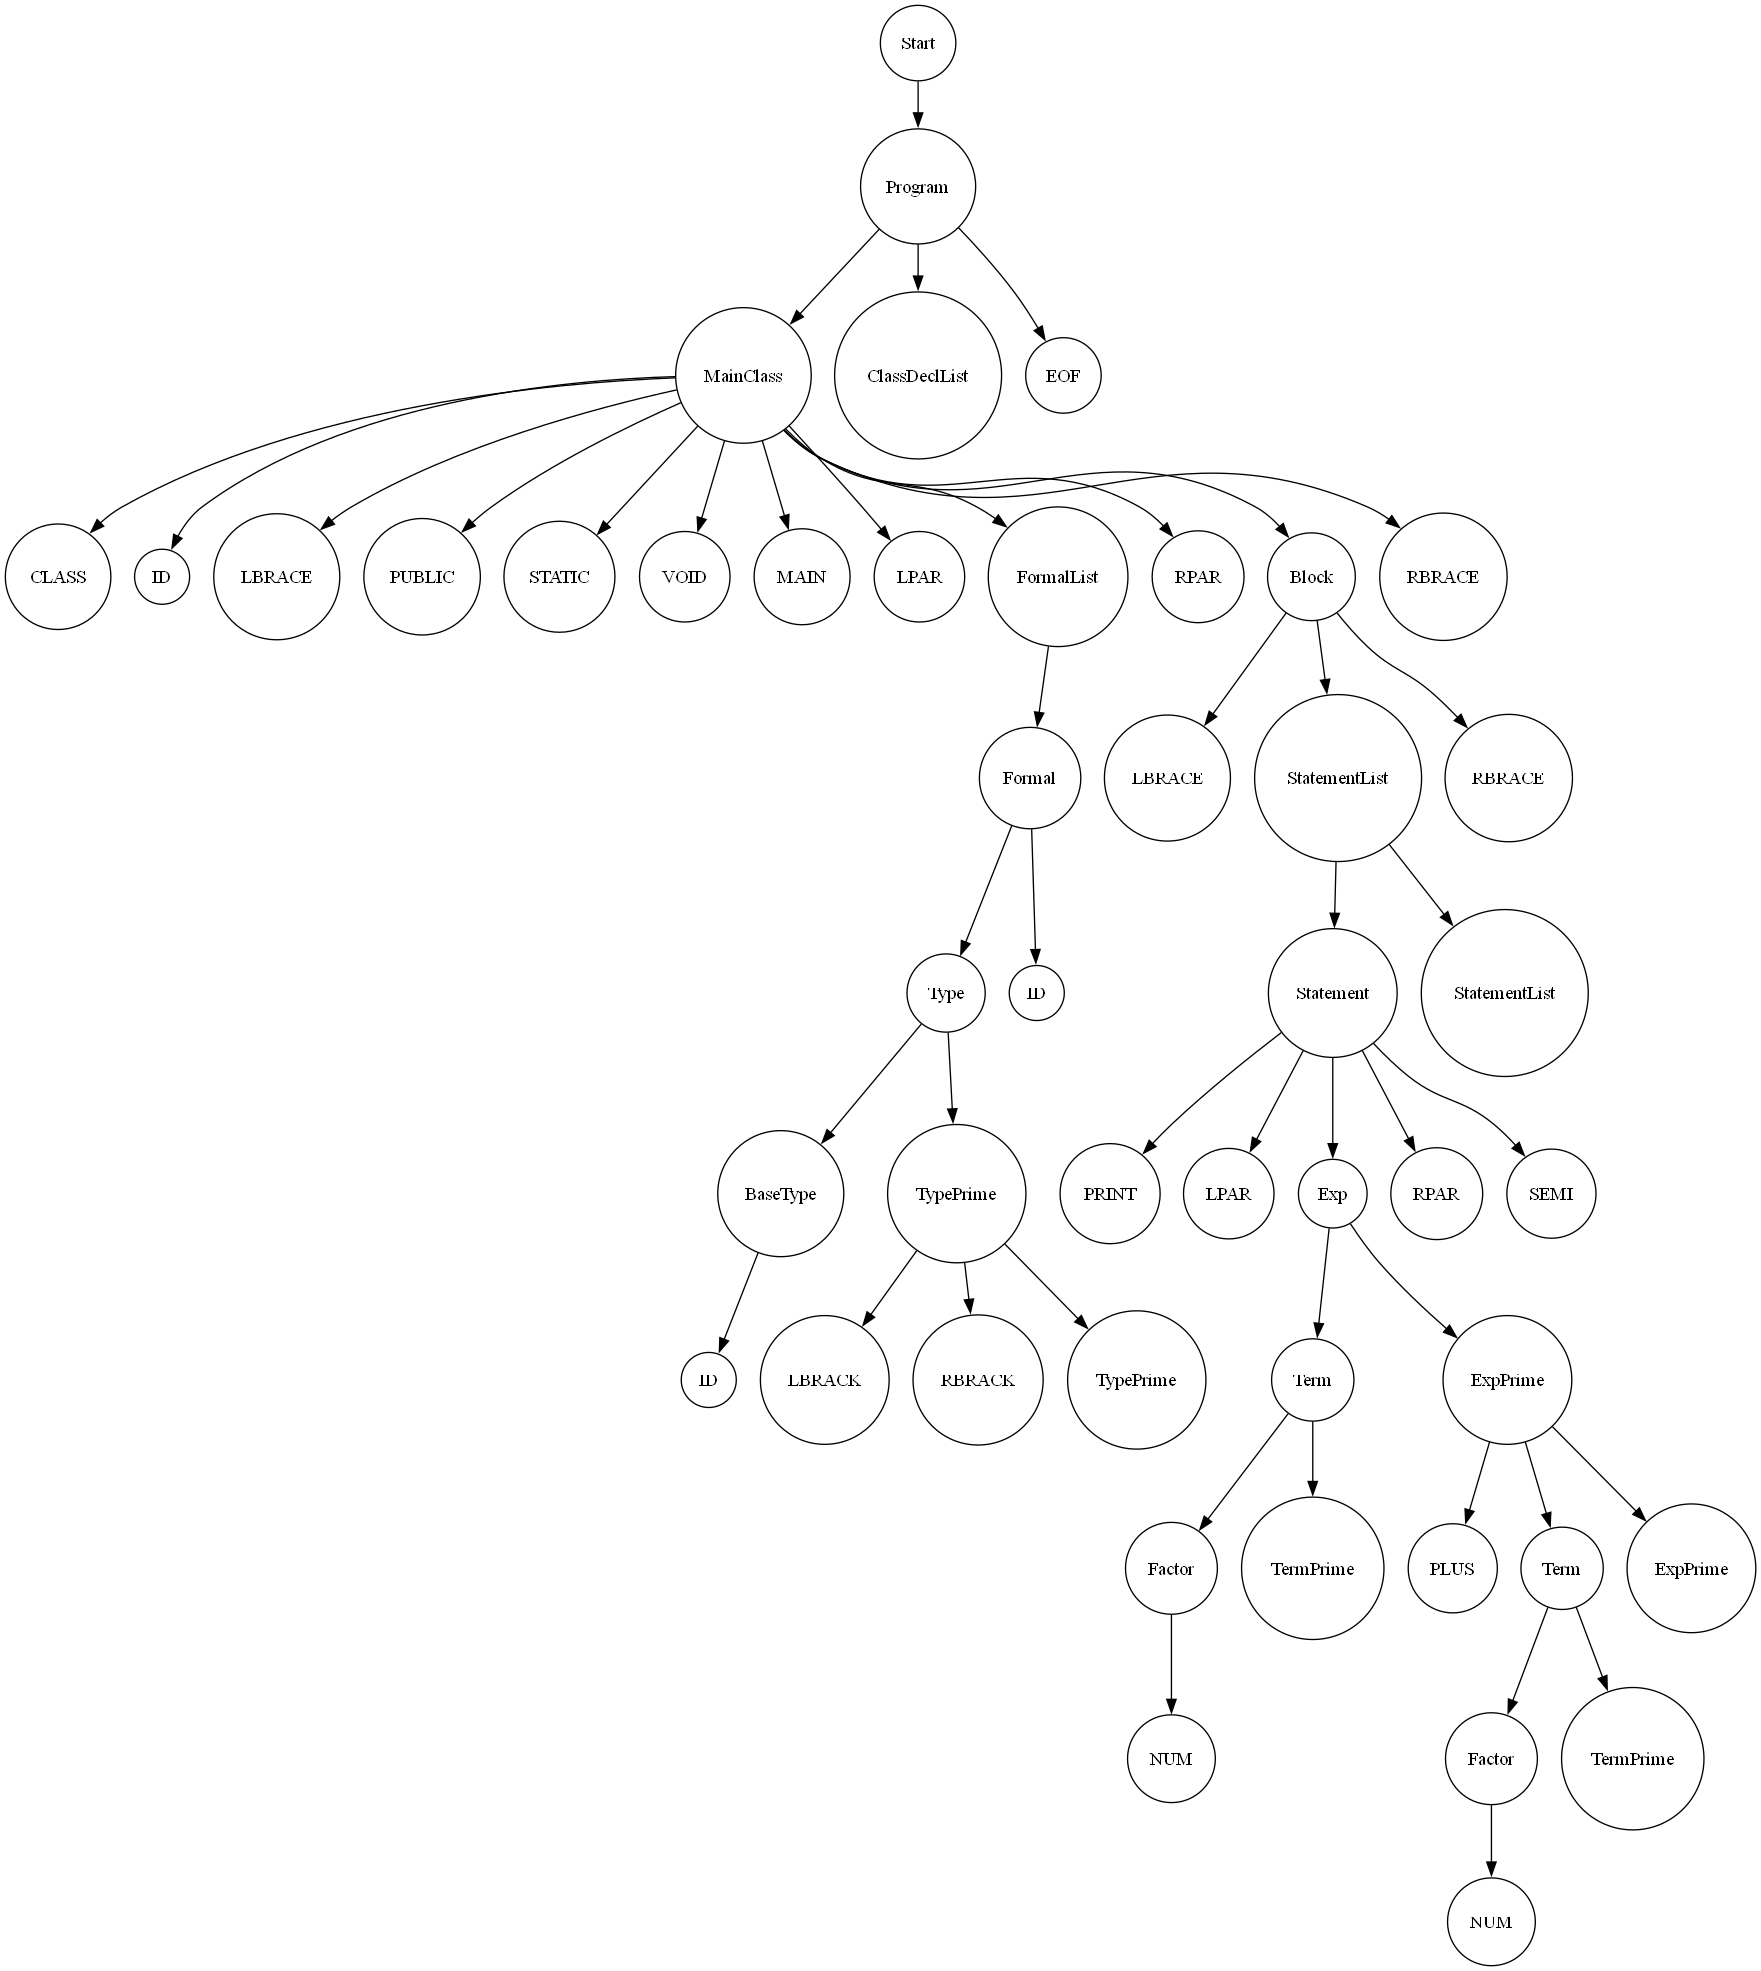 Start
Program
MainClass
ClassDeclList
EOF
CLASS
ID
LBRACE
PUBLIC
STATIC
VOID
MAIN
LPAR
FormalList
RPAR
Block
RBRACE
Formal
LBRACE
StatementList
RBRACE
Type
ID
Statement
StatementList
BaseType
TypePrime
PRINT
LPAR
Exp
RPAR
SEMI
ID
LBRACK
RBRACK
TypePrime
Term
ExpPrime
Factor
TermPrime
PLUS
Term
ExpPrime
NUM
Factor
TermPrime
NUM